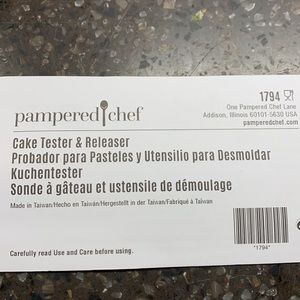 pampered chef
1794
One Pampered Chef Lane
Addison, Illinois 60101-5630 USA
pamperedchef.com
Cake Tester & Releaser
Probador para Pasteles y Utensilio para Desmoldar
Kuchentester
Sonde à gâteau et ustensile de démoulage
Made in Taiwan/Hecho en Taiwán/Hergestellt in der Taiwan/Fabriqué à Taiwan
Carefully read Use and Care before using.
"1794"